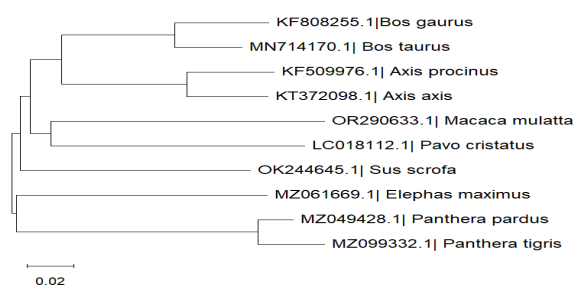 KF808255.1|Bos gaurus
MN714170.1| Bos taurus
KF509976.1| Axis procinus
KT372098.1| Axis axis
OR290633.1| Macaca mulatta
LC018112.1| Pavo cristatus
OK244645.1| Sus scrofa
MZ061669.1| Elephas maximus
MZ049428.1| Panthera pardus
MZ099332.1| Panthera tigris
0.02